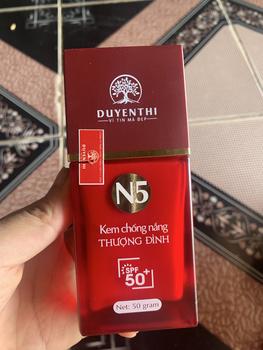 DUYENTHI
VÌ TIN MÀ ĐẸP
N5
Kem chống nắng
THƯỢNG ĐỈNH
SPF
50+
Net: 50 gram